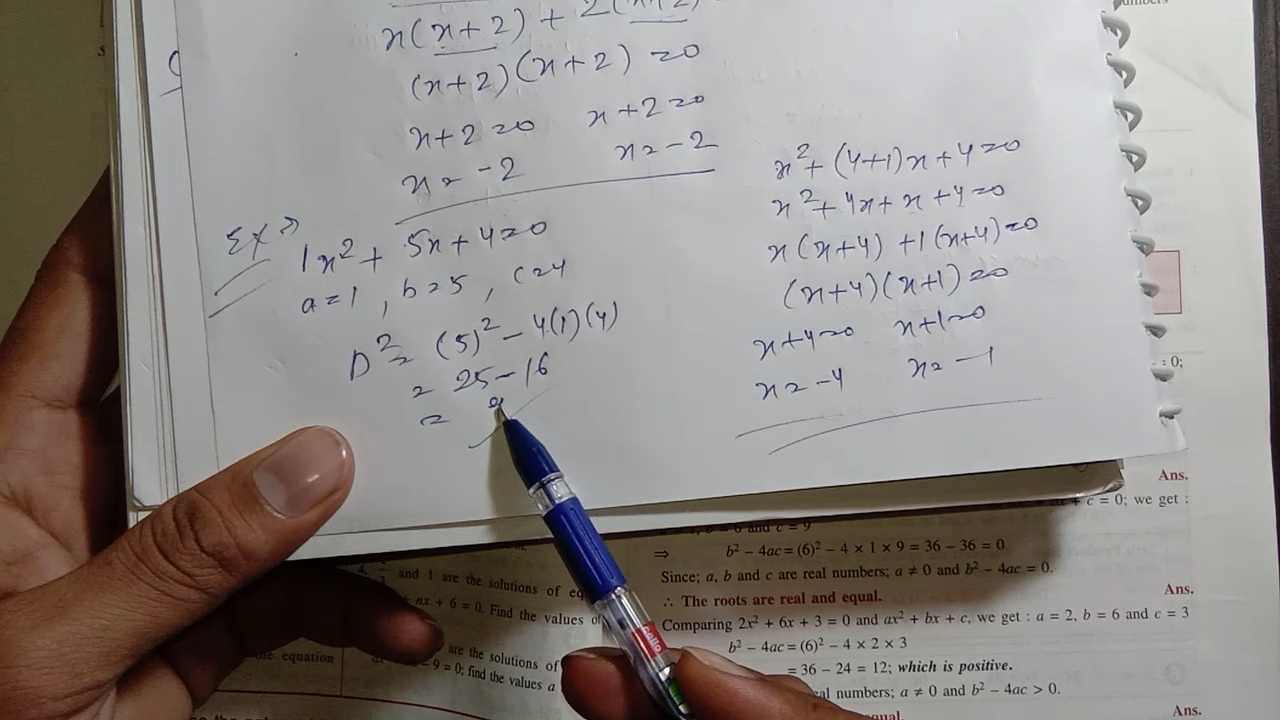 x(x+2) + 2(x+2)
(x+2)(x+2) =0
x+2=0 x+2=0
x= -2 x= -2
Ex→
1x²+ 5x+4=0
a=1 , b=5 , c=4
D²= (5)²-4(1)(4)
= 25-16
= 9
x²+(4+1)x+4=0
x²+4x+x+4=0
x(x+4) +1(x+4)=0
(x+4)(x+1)=0
x+4=0 x+1=0
x=-4 x=-1
umbers
= 0;
Ans.
c = 0; we get :
and c = 9
⇒ b² – 4ac = (6)² – 4 × 1 × 9 = 36 – 36 = 0
Since; a, b and c are real numbers; a ≠ 0 and b² – 4ac = 0.
∴ The roots are real and equal. Ans.
Comparing 2x² + 6x + 3 = 0 and ax² + bx + c, we get : a = 2, b = 6 and c = 3
b² – 4ac = (6)² – 4 × 2 × 3
= 36 – 24 = 12; which is positive.
numbers; a ≠ 0 and b² – 4ac > 0.
equal. Ans.
and 1 are the solutions of
+ nx + 6 = 0. Find the values
are the solutions of
– 9 = 0; find the values
equation
cello